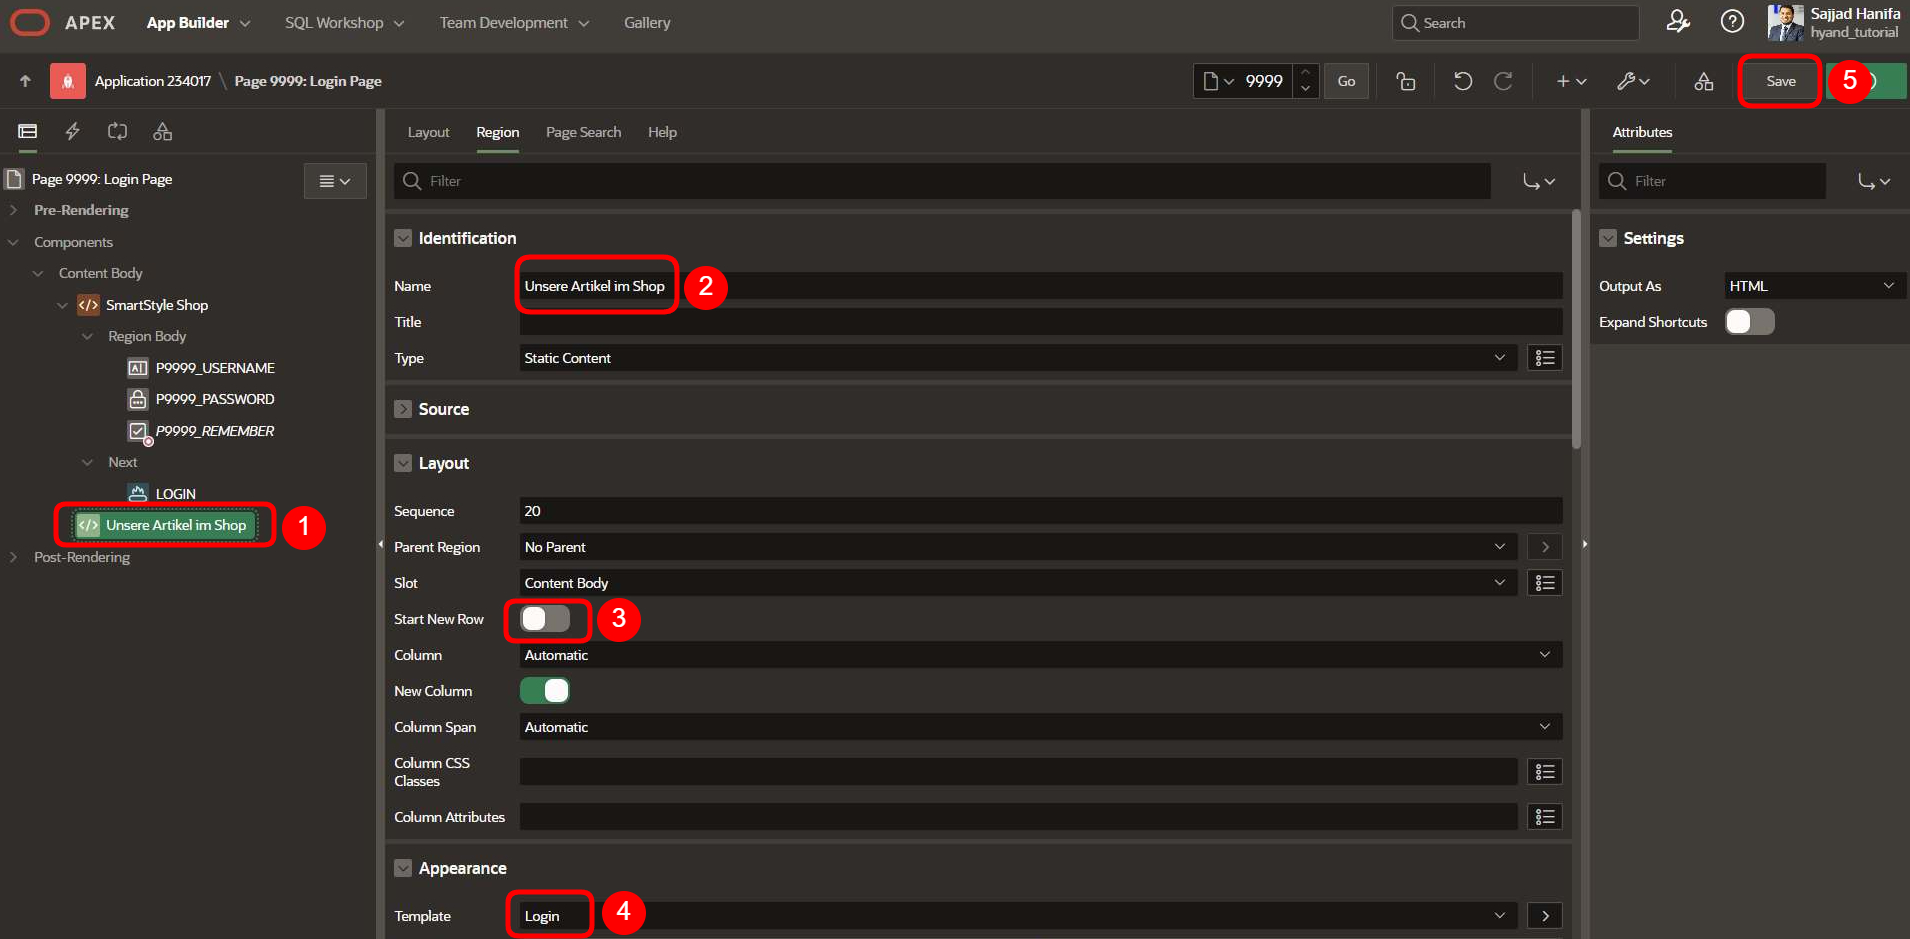 APEX App Builder SQL Workshop Team Development Gallery Search Sajjad Hanifa
hyand_tutorial
Application 234017 \ Page 9999: Login Page 9999 Go Save 5
Layout Region Page Search Help Attributes
Page 9999: Login Page Filter Filter
Pre-Rendering
Components Identification Settings
Content Body
SmartStyle Shop Name Unsere Artikel im Shop 2 Output As HTML
Region Body Title Expand Shortcuts
P9999_USERNAME Type Static Content
P9999_PASSWORD
P9999_REMEMBER Source
Next Layout
LOGIN
Unsere Artikel im Shop 1 Sequence 20
Post-Rendering Parent Region No Parent
Slot Content Body
Start New Row 3
Column Automatic
New Column
Column Span Automatic
Column CSS
Classes
Column Attributes
Appearance
Template Login 4